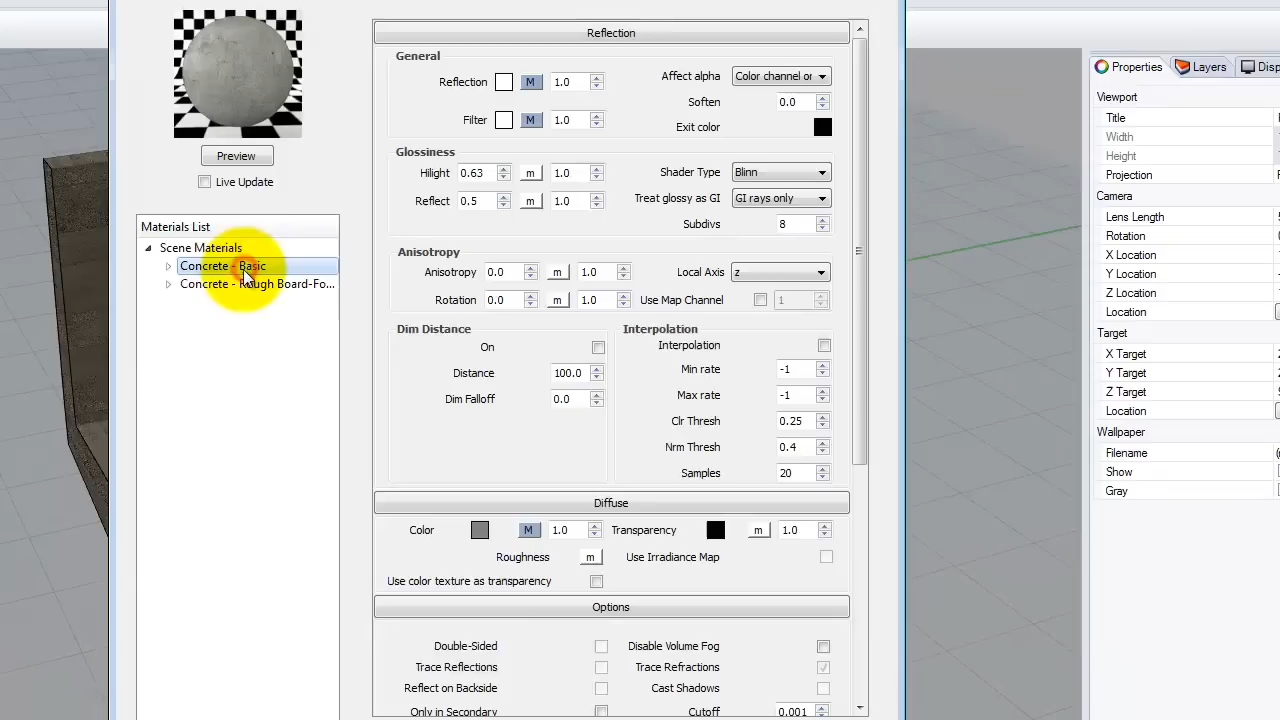 Reflection
General
Reflection M 1.0
Affect alpha Color channel or
Soften 0.0
Filter M 1.0
Exit color
Glossiness
Hilight 0.63 m 1.0
Shader Type Blinn
Reflect 0.5 m 1.0
Treat glossy as GI GI rays only
Subdivs 8
Anisotropy
Anisotropy 0.0 m 1.0
Local Axis z
Rotation 0.0 m 1.0
Use Map Channel 1
Dim Distance
On
Distance 100.0
Dim Falloff 0.0
Interpolation
Interpolation
Min rate -1
Max rate -1
Clr Thresh 0.25
Nrm Thresh 0.4
Samples 20
Diffuse
Color M 1.0 Transparency m 1.0
Roughness m Use Irradiance Map
Use color texture as transparency
Options
Double-Sided Disable Volume Fog
Trace Reflections Trace Refractions
Reflect on Backside Cast Shadows
Only in Secondary Cutoff 0.001
Preview
Live Update
Materials List
Scene Materials
Concrete - Basic
Concrete - Rough Board-Fo...
Properties Layers Disp
Viewport
Title
Width
Height
Projection
Camera
Lens Length
Rotation
X Location
Y Location
Z Location
Location
Target
X Target
Y Target
Z Target
Location
Wallpaper
Filename
Show
Gray